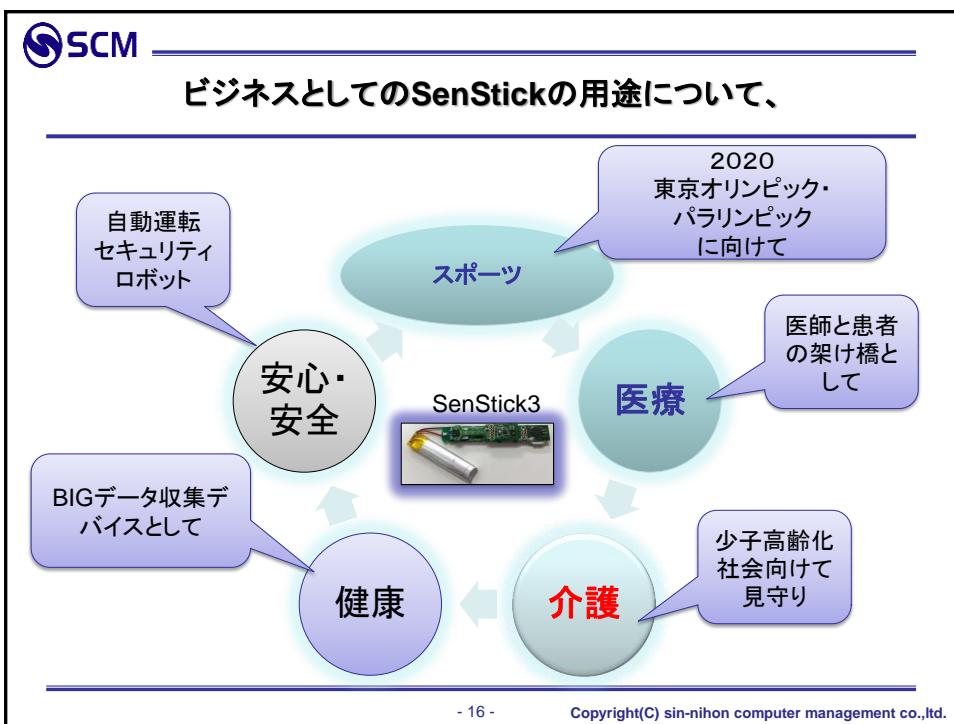 SCM
ビジネスとしてのSenStickの用途について、
2020
東京オリンピック・
パラリンピック
に向けて
自動運転
セキュリティ
ロボット
スポーツ
医師と患者
の架け橋と
して
安心・
安全
SenStick3
医療
BIGデータ収集デ
バイスとして
少子高齢化
社会向けて
見守り
健康
介護
- 16 -
Copyright(C) sin-nihon computer management co.,ltd.